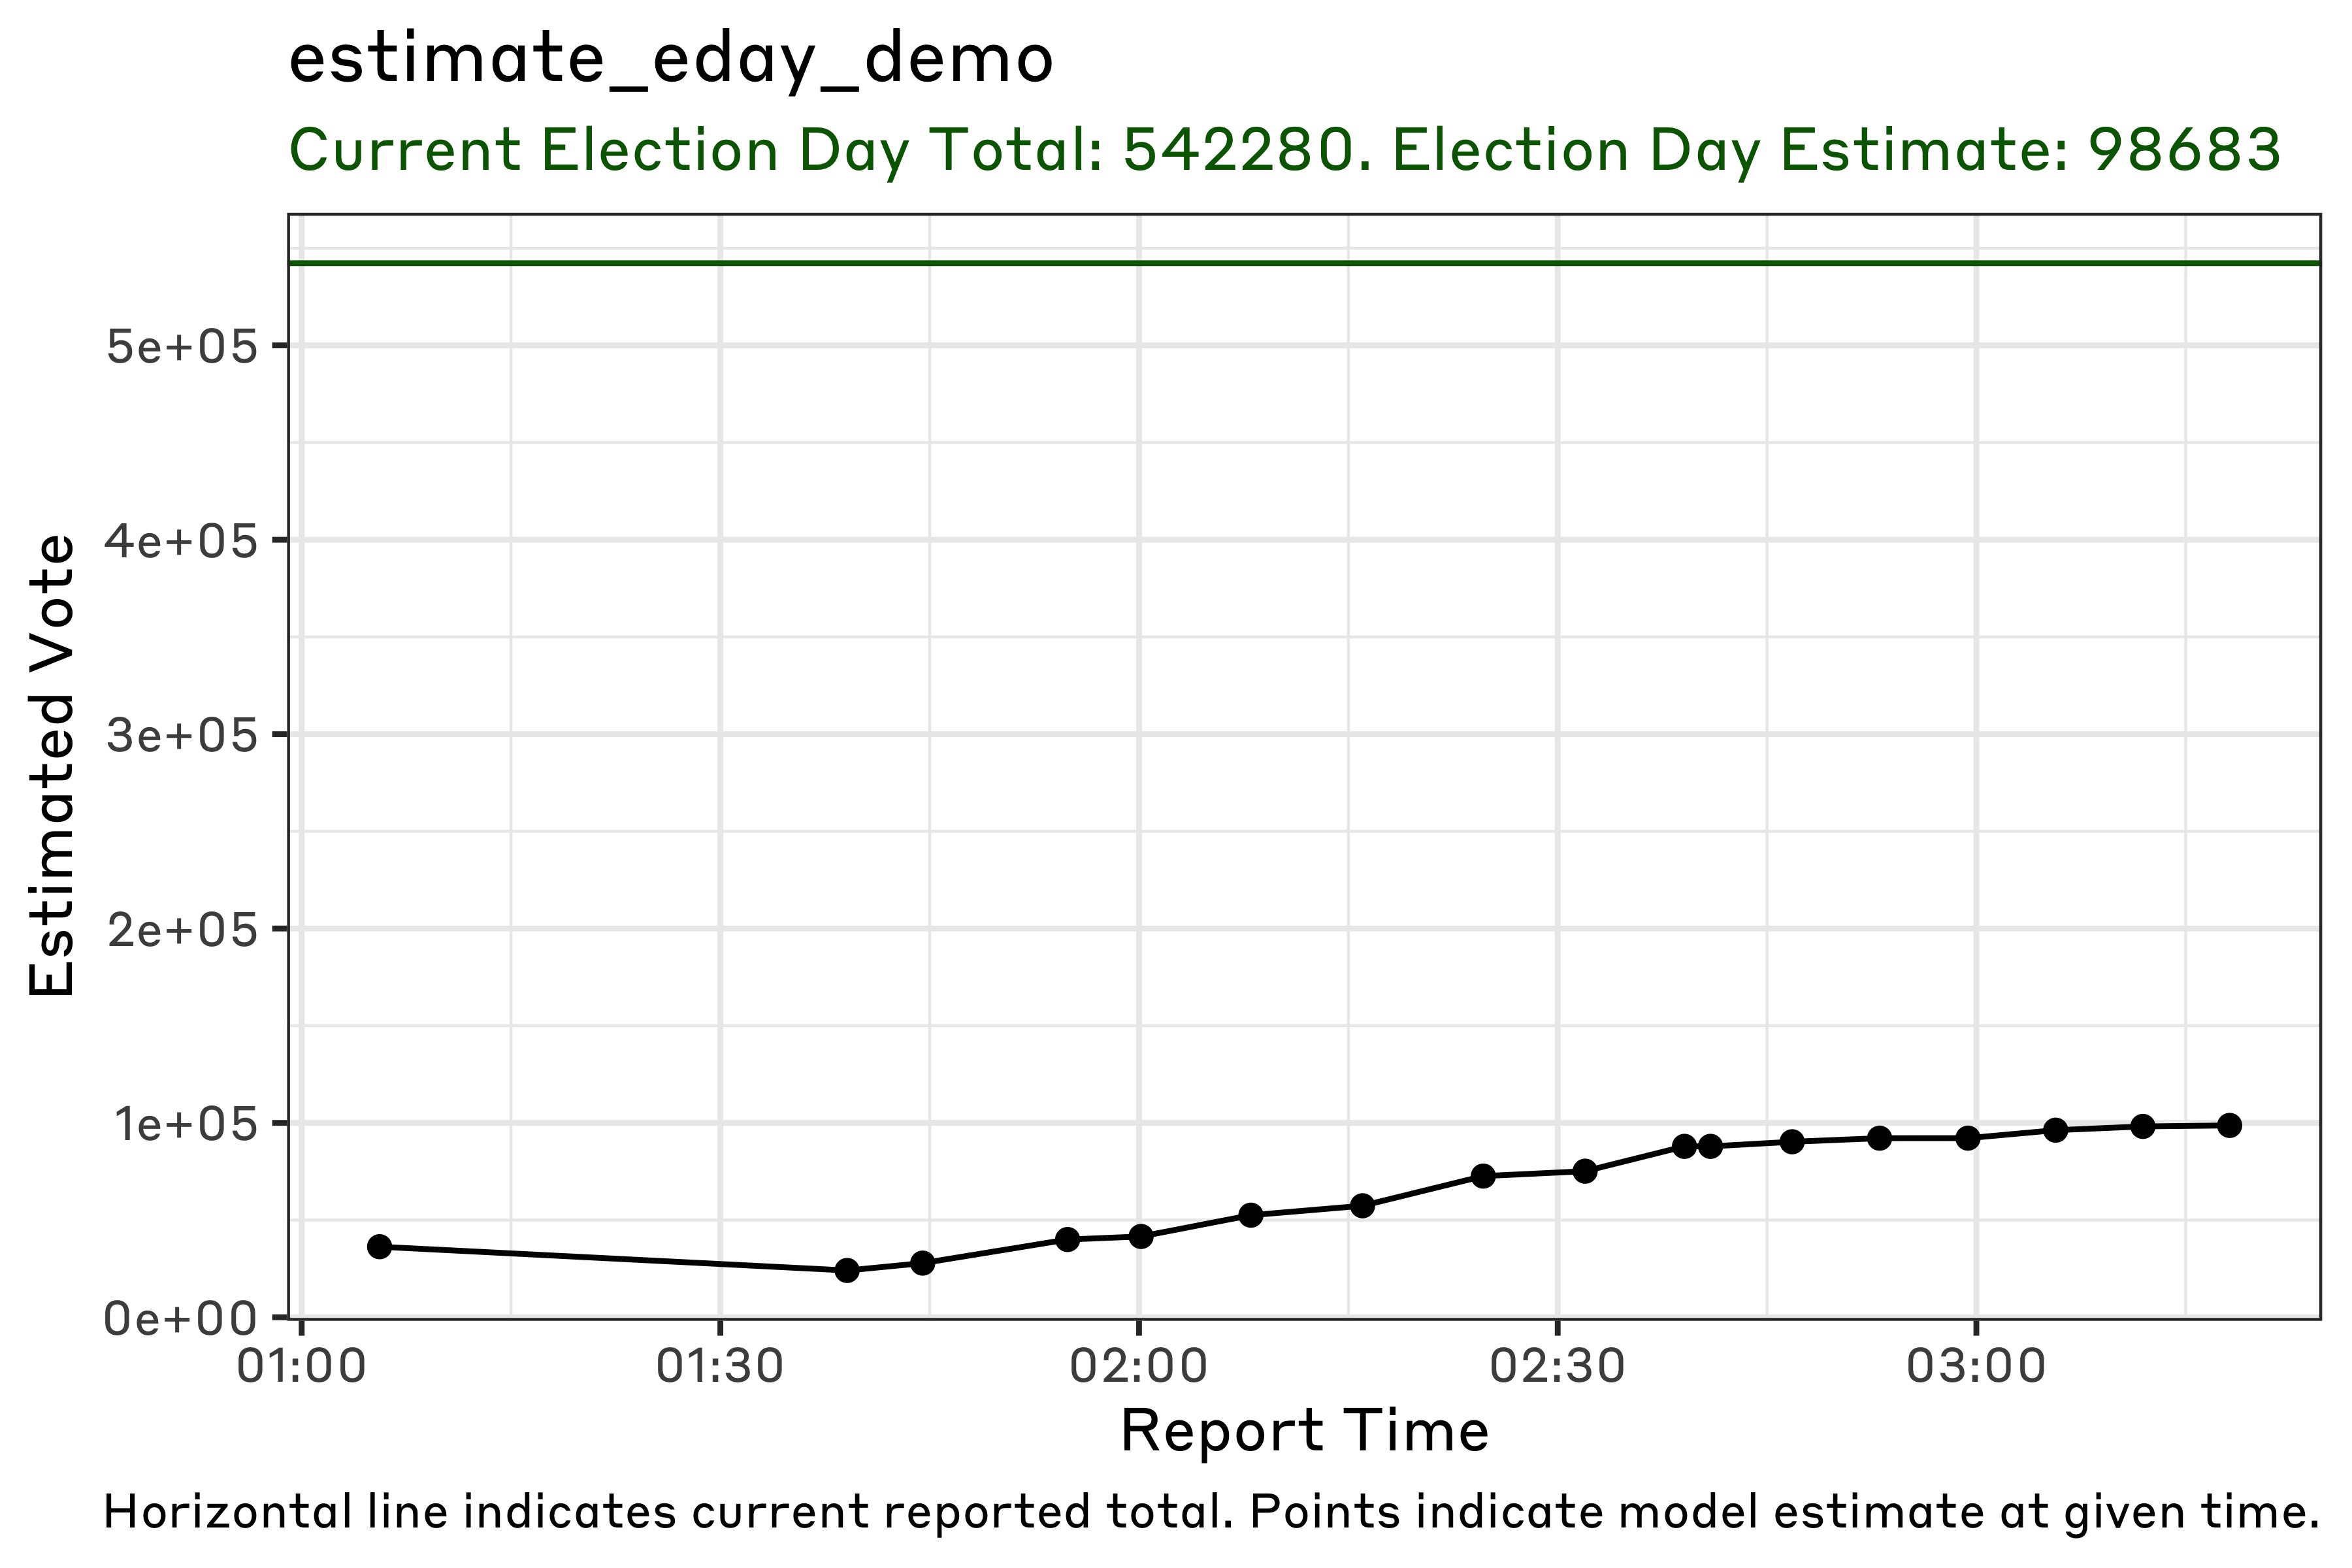 estimate_eday_demo
Current Election Day Total: 542280. Election Day Estimate: 98683
Estimated Vote
5e+05
4e+05
3e+05
2e+05
1e+05
0e+00
01:00 01:30 02:00 02:30 03:00
Report Time
Horizontal line indicates current reported total. Points indicate model estimate at given time.